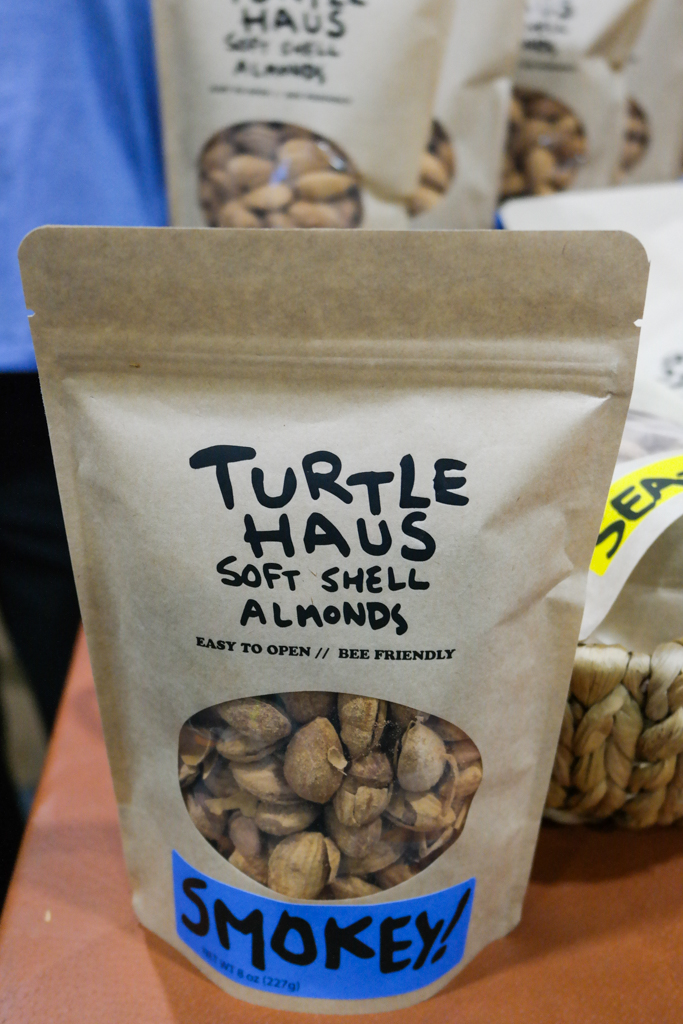 TURTLE
HAUS
SOFT SHELL
ALMONDS
TURTLE
HAUS
SOFT SHELL
ALMONDS
EASY TO OPEN // BEE FRIENDLY
SMOKEY!
NET WT 8 oz (227g)